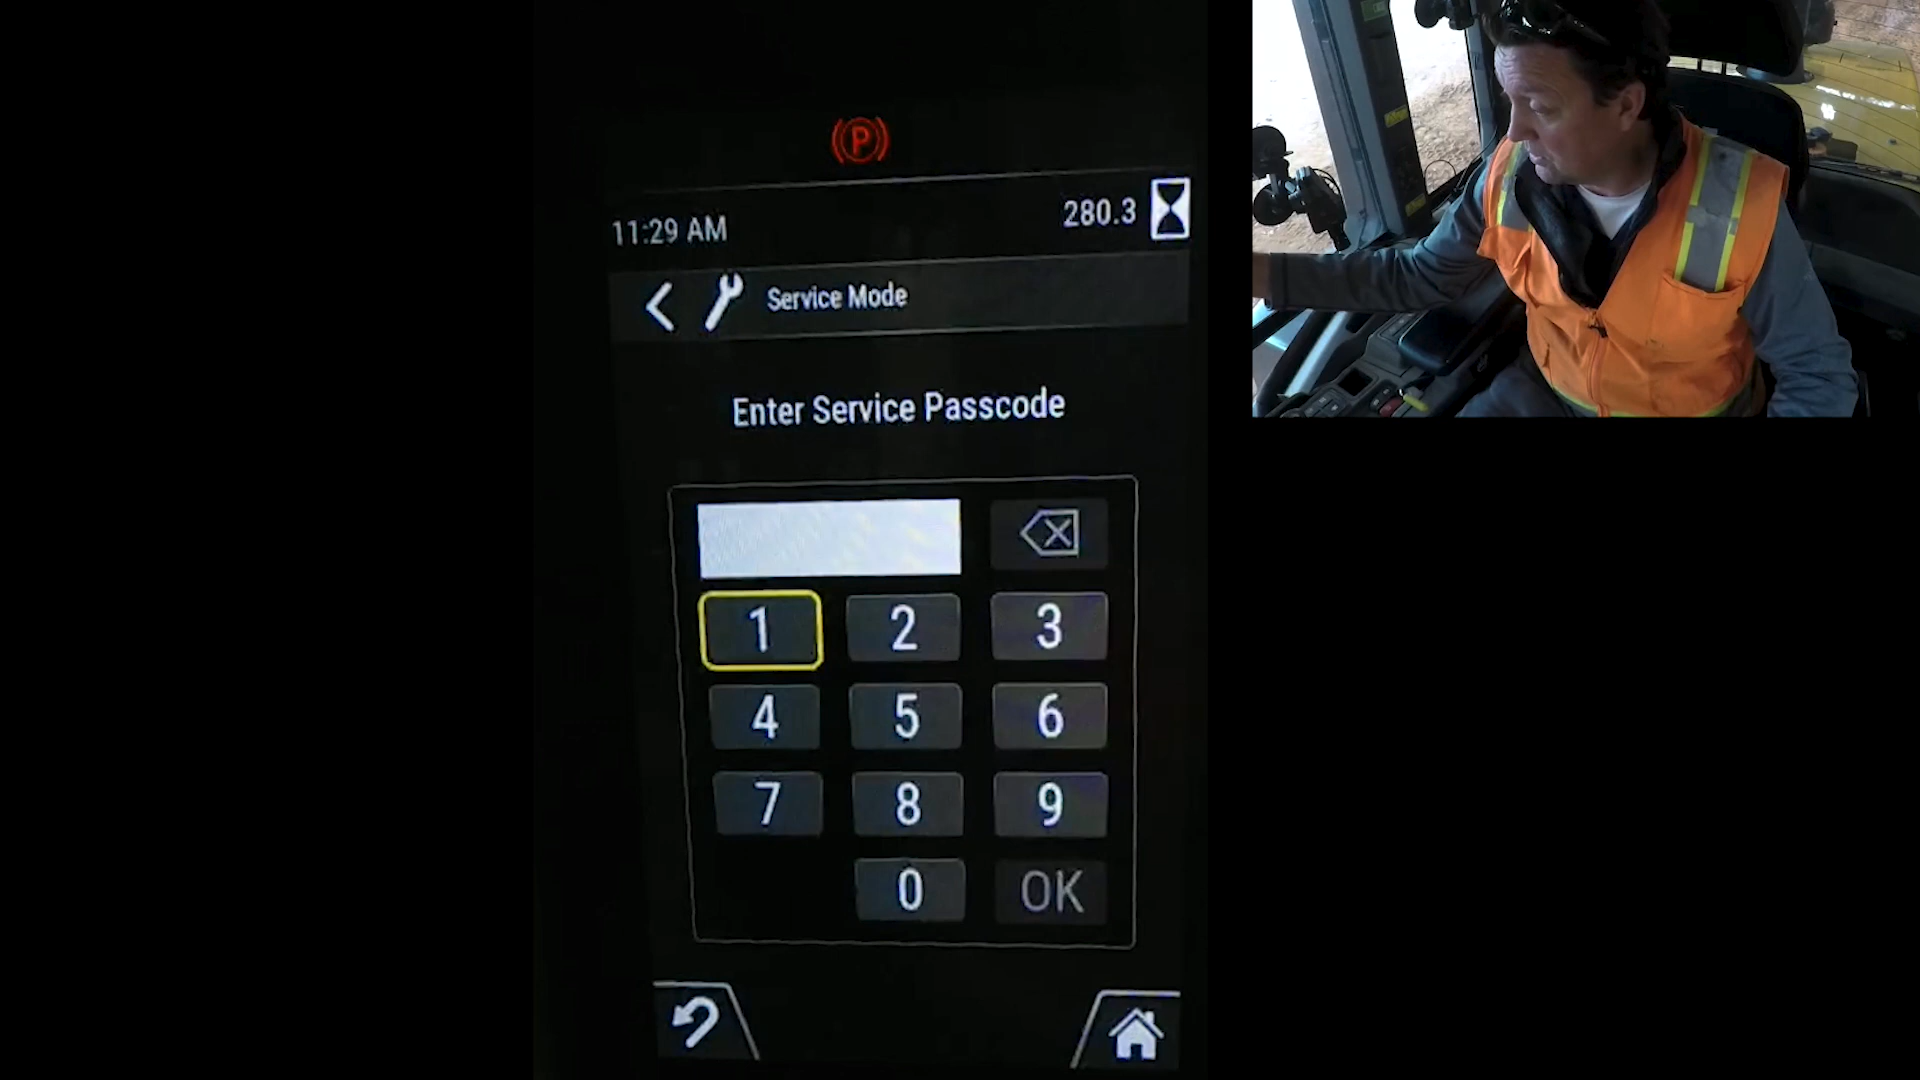 P
11:29 AM
280.3
Service Mode
Enter Service Passcode
1 2 3
4 5 6
7 8 9
0 OK